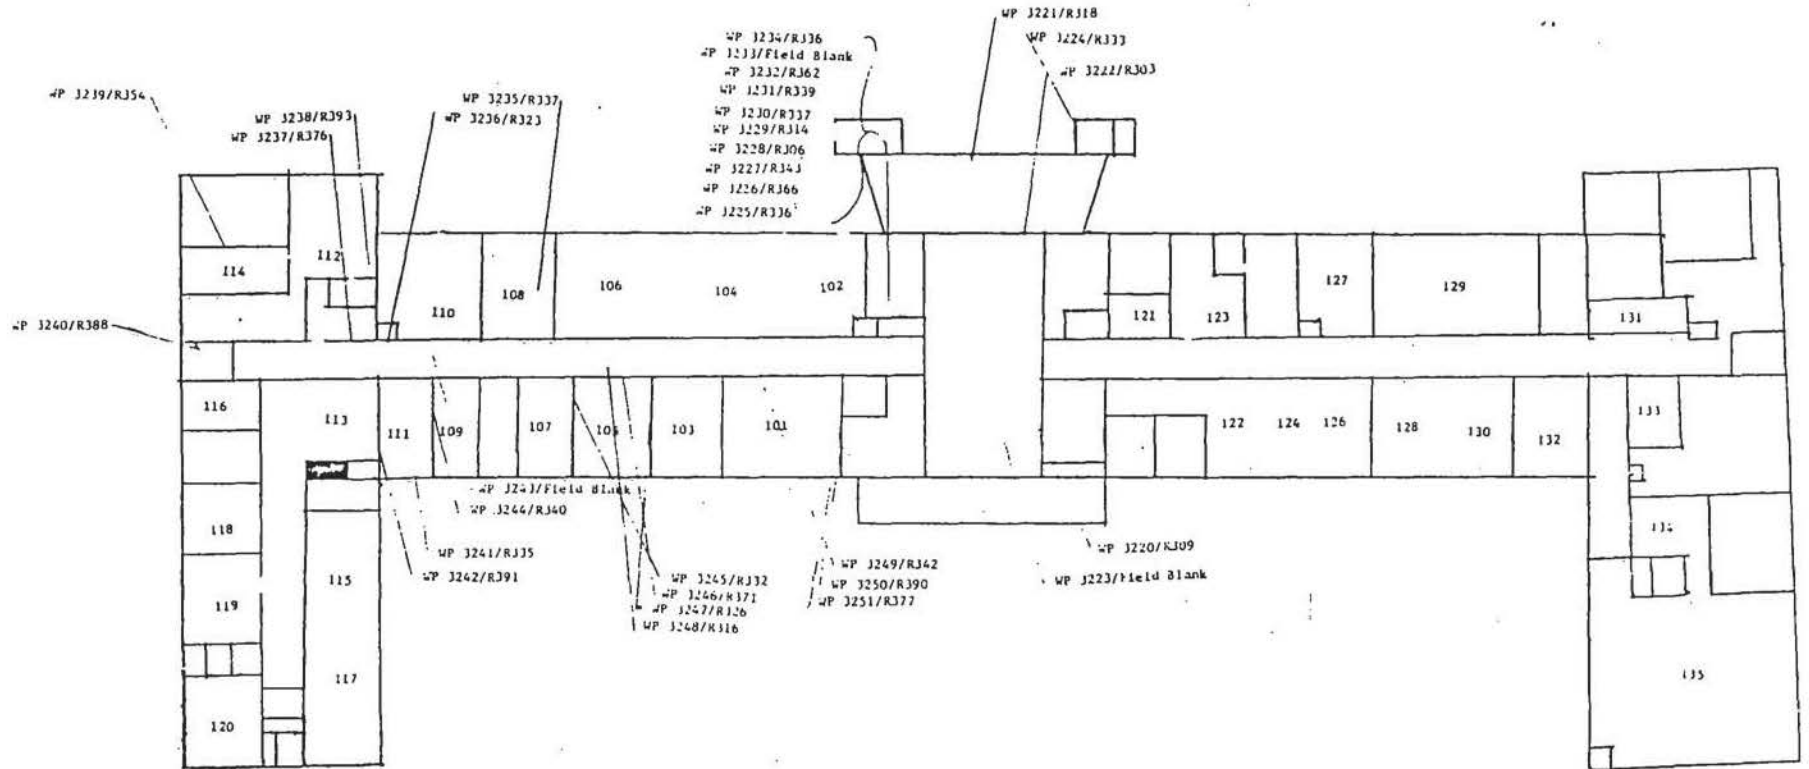 WP 3221/R318
WP 3224/R333
WP 3222/R303
WP 3234/R336
WP 3233/Field Blank
WP 3232/R362
WP 3231/R339
WP 3230/R337
WP 3229/R314
WP 3228/R306
WP 3227/R343
WP 3226/R366
WP 3225/R336
WP 3239/R354
WP 3235/R337
WP 3236/R323
WP 3238/R393
WP 3237/R376
WP 3240/R388
114
112
110
108
106
104
102
121
123
127
129
131
116
113
111
109
107
105
103
101
122
124
126
128
130
132
133
118
119
120
115
117
134
135
WP 3243/Field Blank
WP 3244/R340
WP 3241/R335
WP 3242/R391
WP 3245/R332
WP 3246/R371
WP 3247/R326
WP 3248/R316
WP 3249/R342
WP 3250/R390
WP 3251/R377
WP 3220/R309
WP 3223/Field Blank